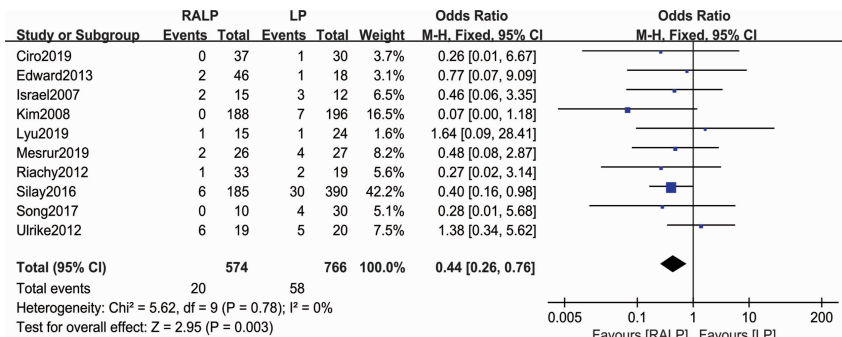 RALP LP Odds Ratio Odds Ratio
Study or Subgroup Events Total Events Total Weight M-H, Fixed, 95% CI M-H, Fixed, 95% CI
Ciro2019 0 37 1 30 3.7% 0.26 [0.01, 6.67]
Edward2013 2 46 1 18 3.1% 0.77 [0.07, 9.09]
Israel2007 2 15 3 12 6.5% 0.46 [0.06, 3.35]
Kim2008 0 188 7 196 16.5% 0.07 [0.00, 1.18]
Lyu2019 1 15 1 24 1.6% 1.64 [0.09, 28.41]
Mesrur2019 2 26 4 27 8.2% 0.48 [0.08, 2.87]
Riachy2012 1 33 2 19 5.6% 0.27 [0.02, 3.14]
Silay2016 6 185 30 390 42.2% 0.40 [0.16, 0.98]
Song2017 0 10 4 30 5.1% 0.28 [0.01, 5.68]
Ulrike2012 6 19 5 20 7.5% 1.38 [0.34, 5.62]
Total (95% CI) 574 766 100.0% 0.44 [0.26, 0.76]
Total events 20 58
Heterogeneity: Chi² = 5.62, df = 9 (P = 0.78); I² = 0%
Test for overall effect: Z = 2.95 (P = 0.003)
0.005 0.1 1 10 200
Favours [RALP] Favours [LP]